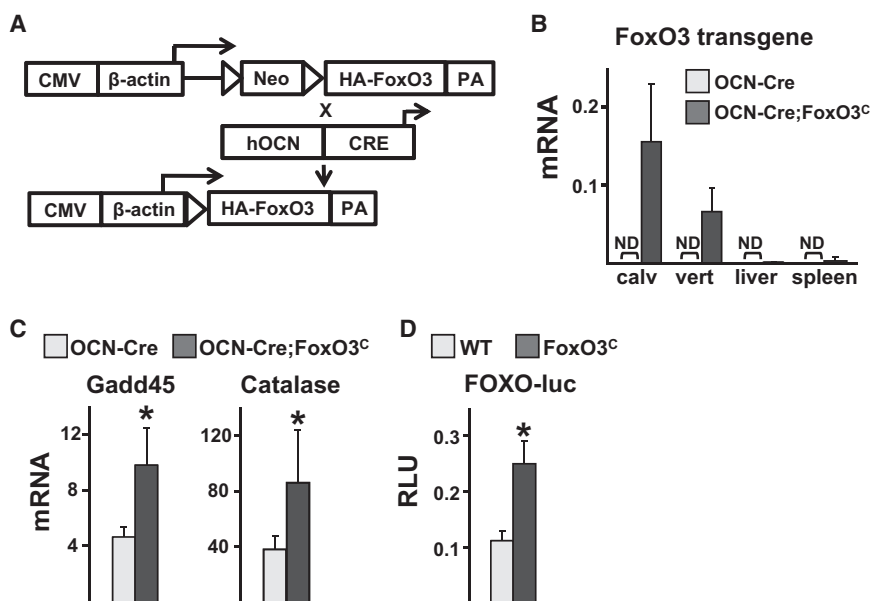 A
CMV β-actin Neo HA-FoxO3 PA
X
hOCN CRE
CMV β-actin HA-FoxO3 PA
B
FoxO3 transgene
OCN-Cre
OCN-Cre;FoxO3ᶜ
mRNA
0.2
0.1
ND ND ND ND
calv vert liver spleen
C
OCN-Cre OCN-Cre;FoxO3ᶜ
Gadd45 Catalase
mRNA
12
8
4
*
120
80
40
*
D
WT FoxO3ᶜ
FOXO-luc
RLU
0.3
0.2
0.1
*